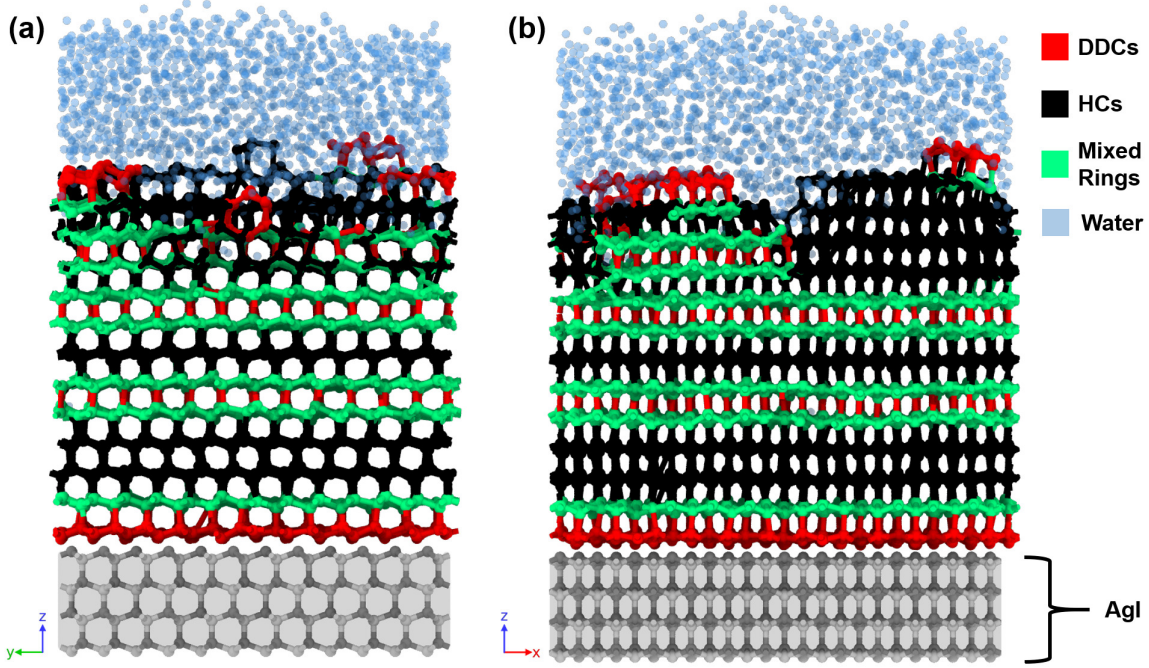 (a)
(b)
DDCs
HCs
Mixed
Rings
Water
AgI
z
y
z
x